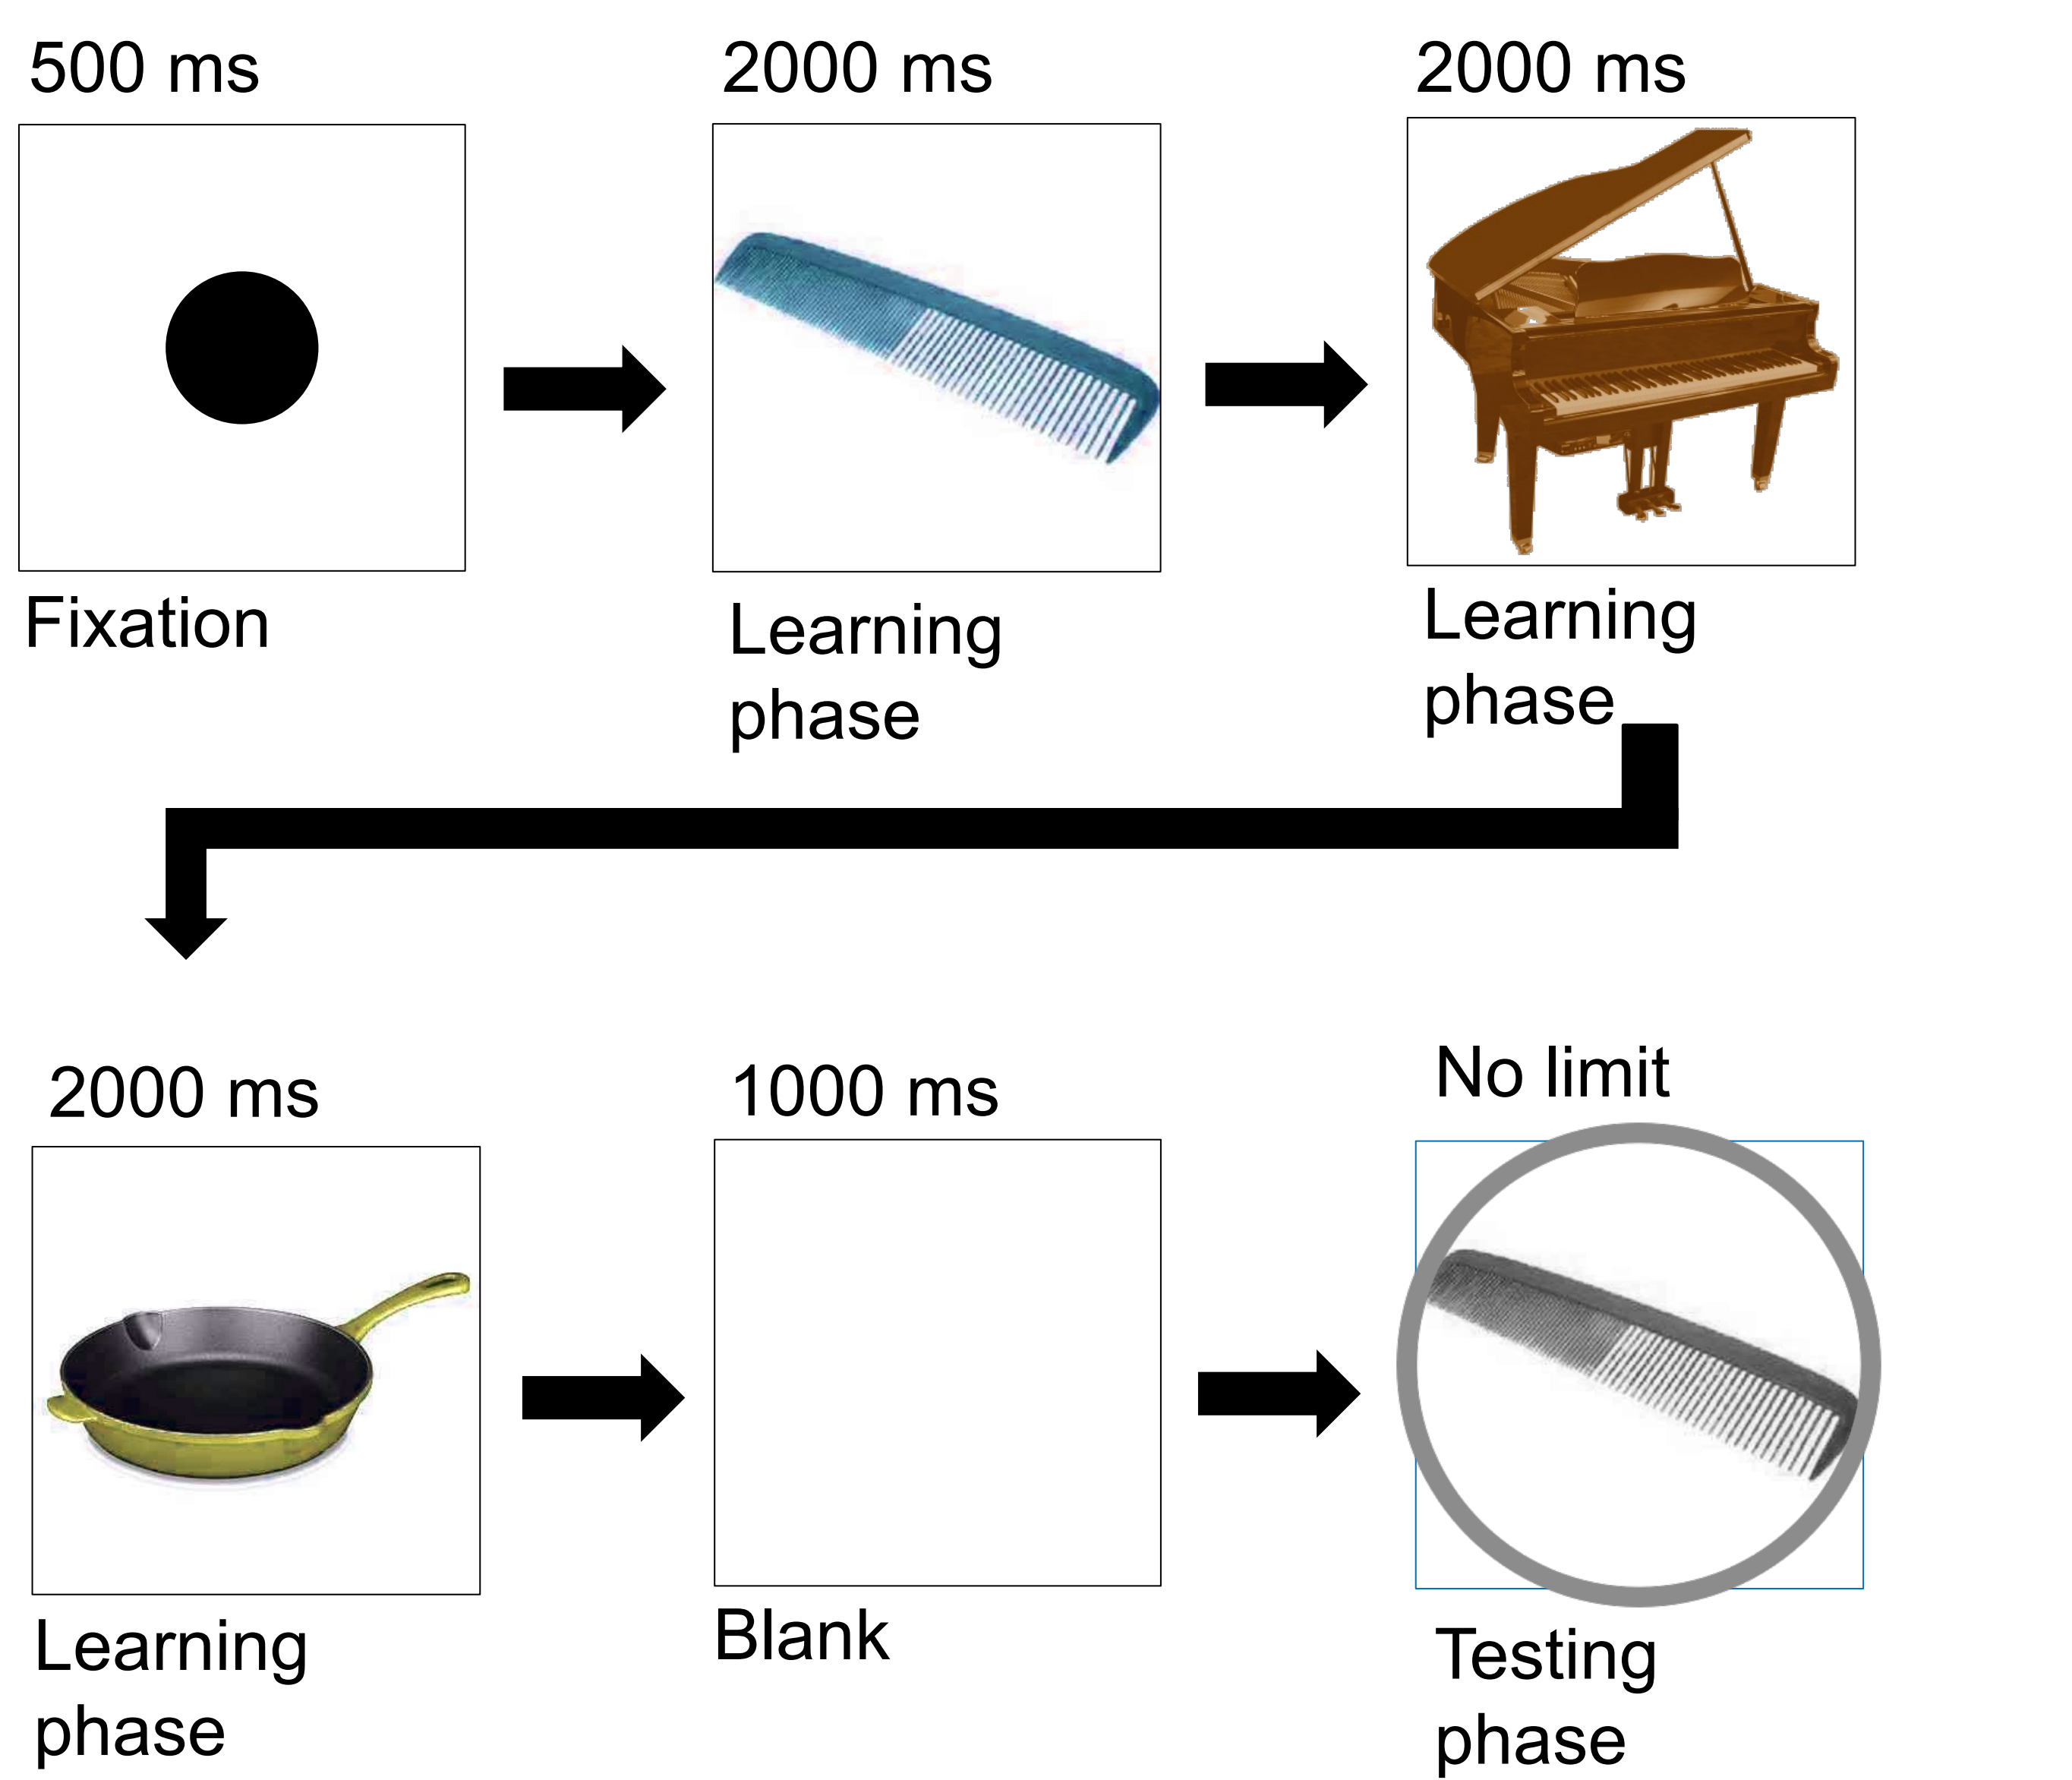 500 ms
2000 ms
2000 ms
Fixation
Learning
phase
Learning
phase
2000 ms
1000 ms
No limit
Learning
phase
Blank
Testing
phase